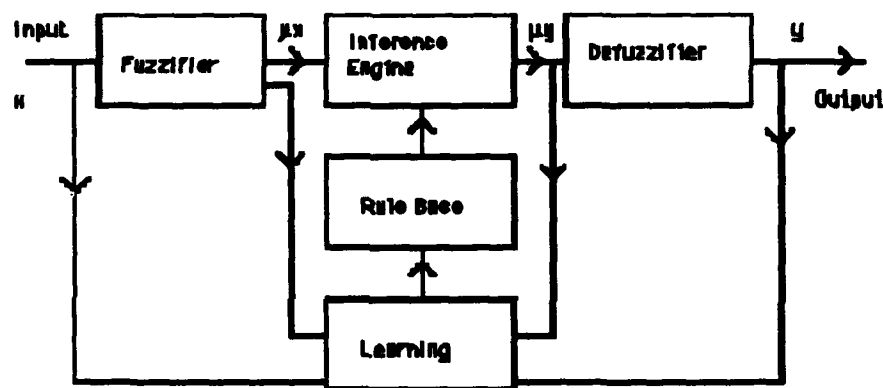 Input
μx
Inference
Engine
μy
Defuzzifier
y
Fuzzifier
x
Output
Rule Base
Learning